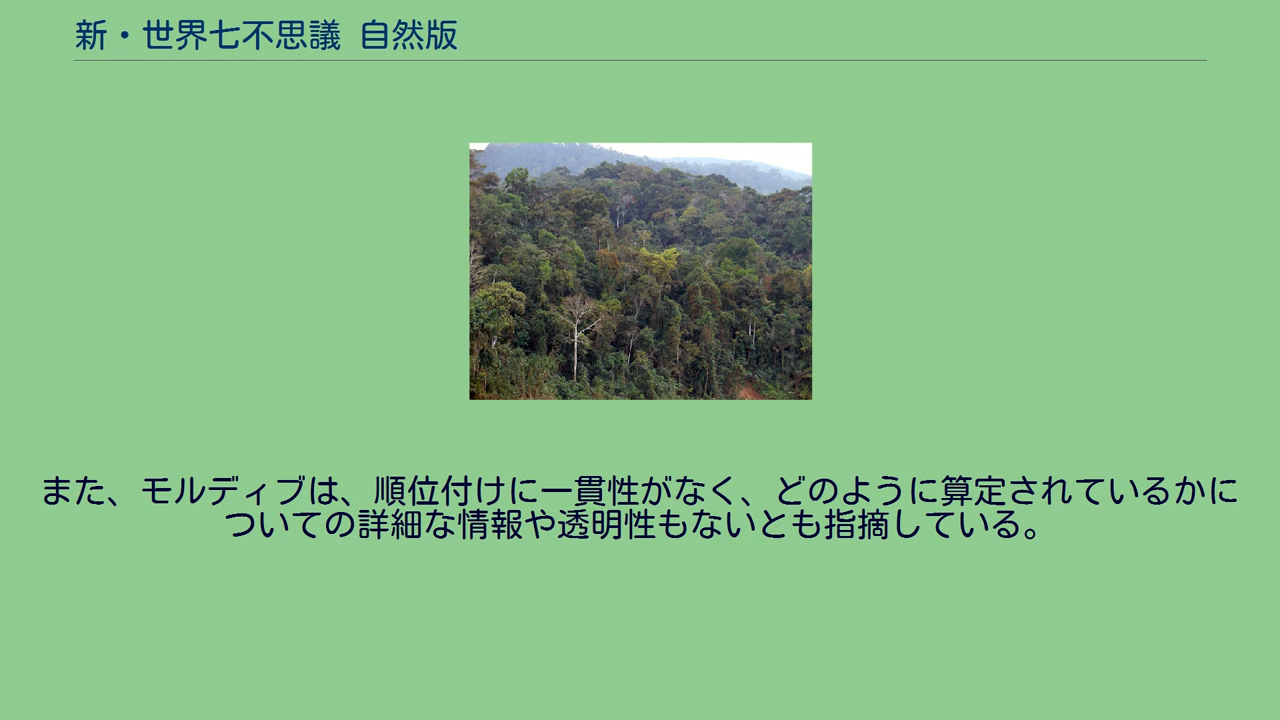 新・世界七不思議 自然版
また、モルディブは、順位付けに一貫性がなく、どのように算定されているかに
ついての詳細な情報や透明性もないとも指摘している。